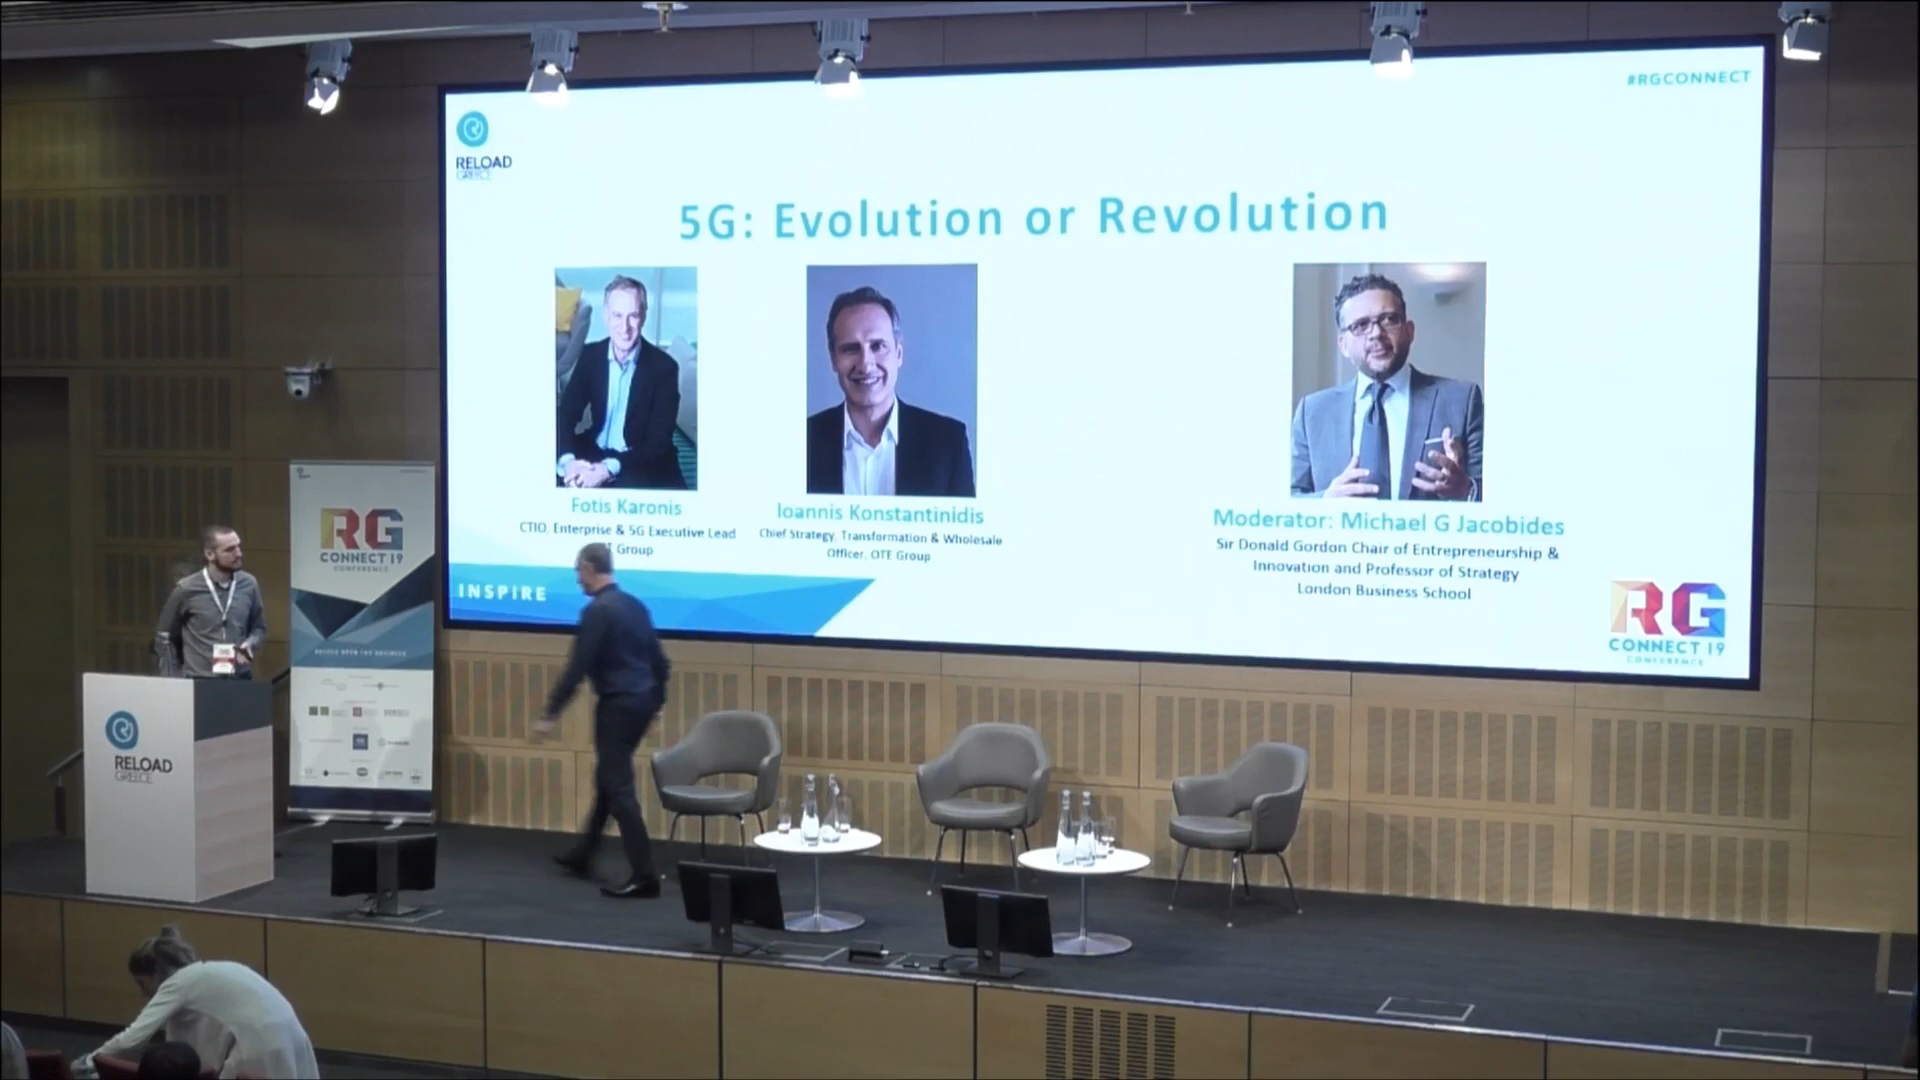 #RGCONNECT
RELOAD
GREECE
5G: Evolution or Revolution
Fotis Karonis
CTIO, Enterprise & 5G Executive Lead
Group
Ioannis Konstantinidis
Chief Strategy, Transformation & Wholesale
Officer, OTE Group
Moderator: Michael G Jacobides
Sir Donald Gordon Chair of Entrepreneurship &
Innovation and Professor of Strategy
London Business School
INSPIRE
RG
CONNECT 19
CONFERENCE
RG
CONNECT 19
CONFERENCE
RELOAD
GREECE